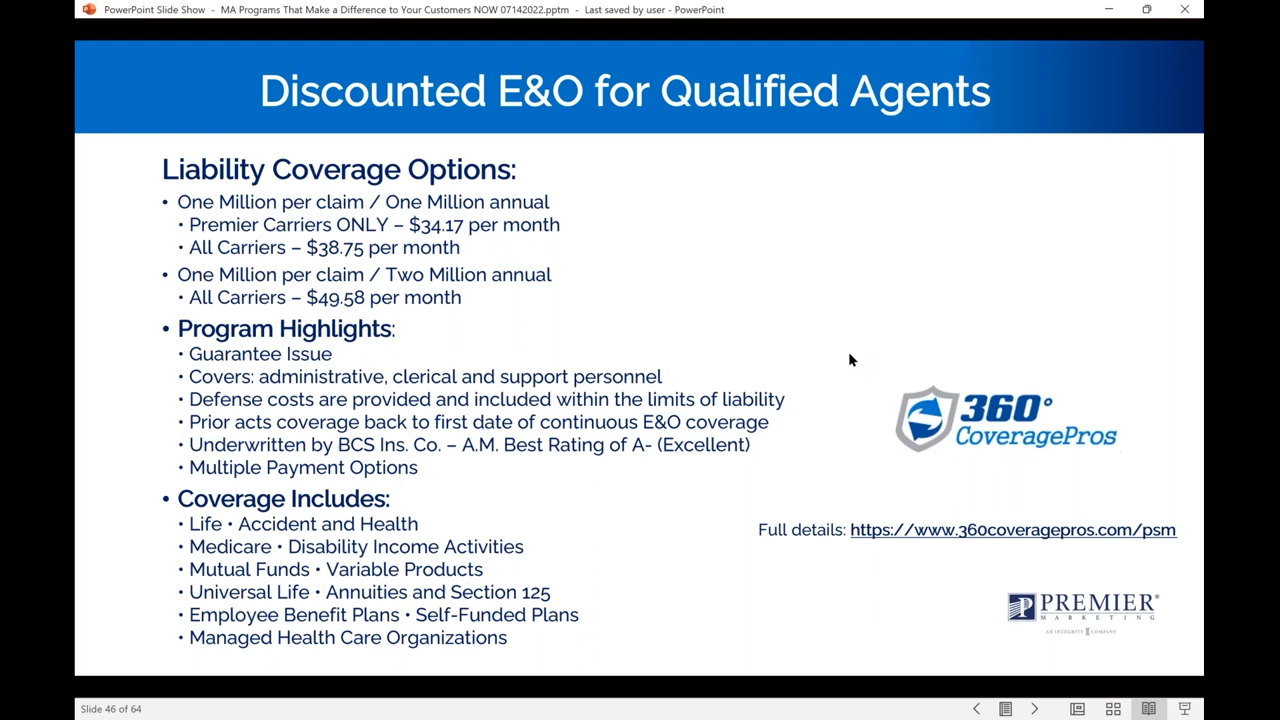 PowerPoint Slide Show - MA Programs That Make a Difference to Your Customers NOW 07142022.pptm - Last saved by user - PowerPoint
Discounted E&O for Qualified Agents
Liability Coverage Options:
• One Million per claim / One Million annual
• Premier Carriers ONLY – $34.17 per month
• All Carriers – $38.75 per month
• One Million per claim / Two Million annual
• All Carriers – $49.58 per month
• Program Highlights:
• Guarantee Issue
• Covers: administrative, clerical and support personnel
• Defense costs are provided and included within the limits of liability
• Prior acts coverage back to first date of continuous E&O coverage
• Underwritten by BCS Ins. Co. – A.M. Best Rating of A- (Excellent)
• Multiple Payment Options
• Coverage Includes:
• Life • Accident and Health
• Medicare • Disability Income Activities
• Mutual Funds • Variable Products
• Universal Life • Annuities and Section 125
• Employee Benefit Plans • Self-Funded Plans
• Managed Health Care Organizations
360°
CoveragePros
Full details: https://www.360coveragepros.com/psm
PREMIER®
MARKETING
AN INTEGRITY COMPANY
Slide 46 of 64